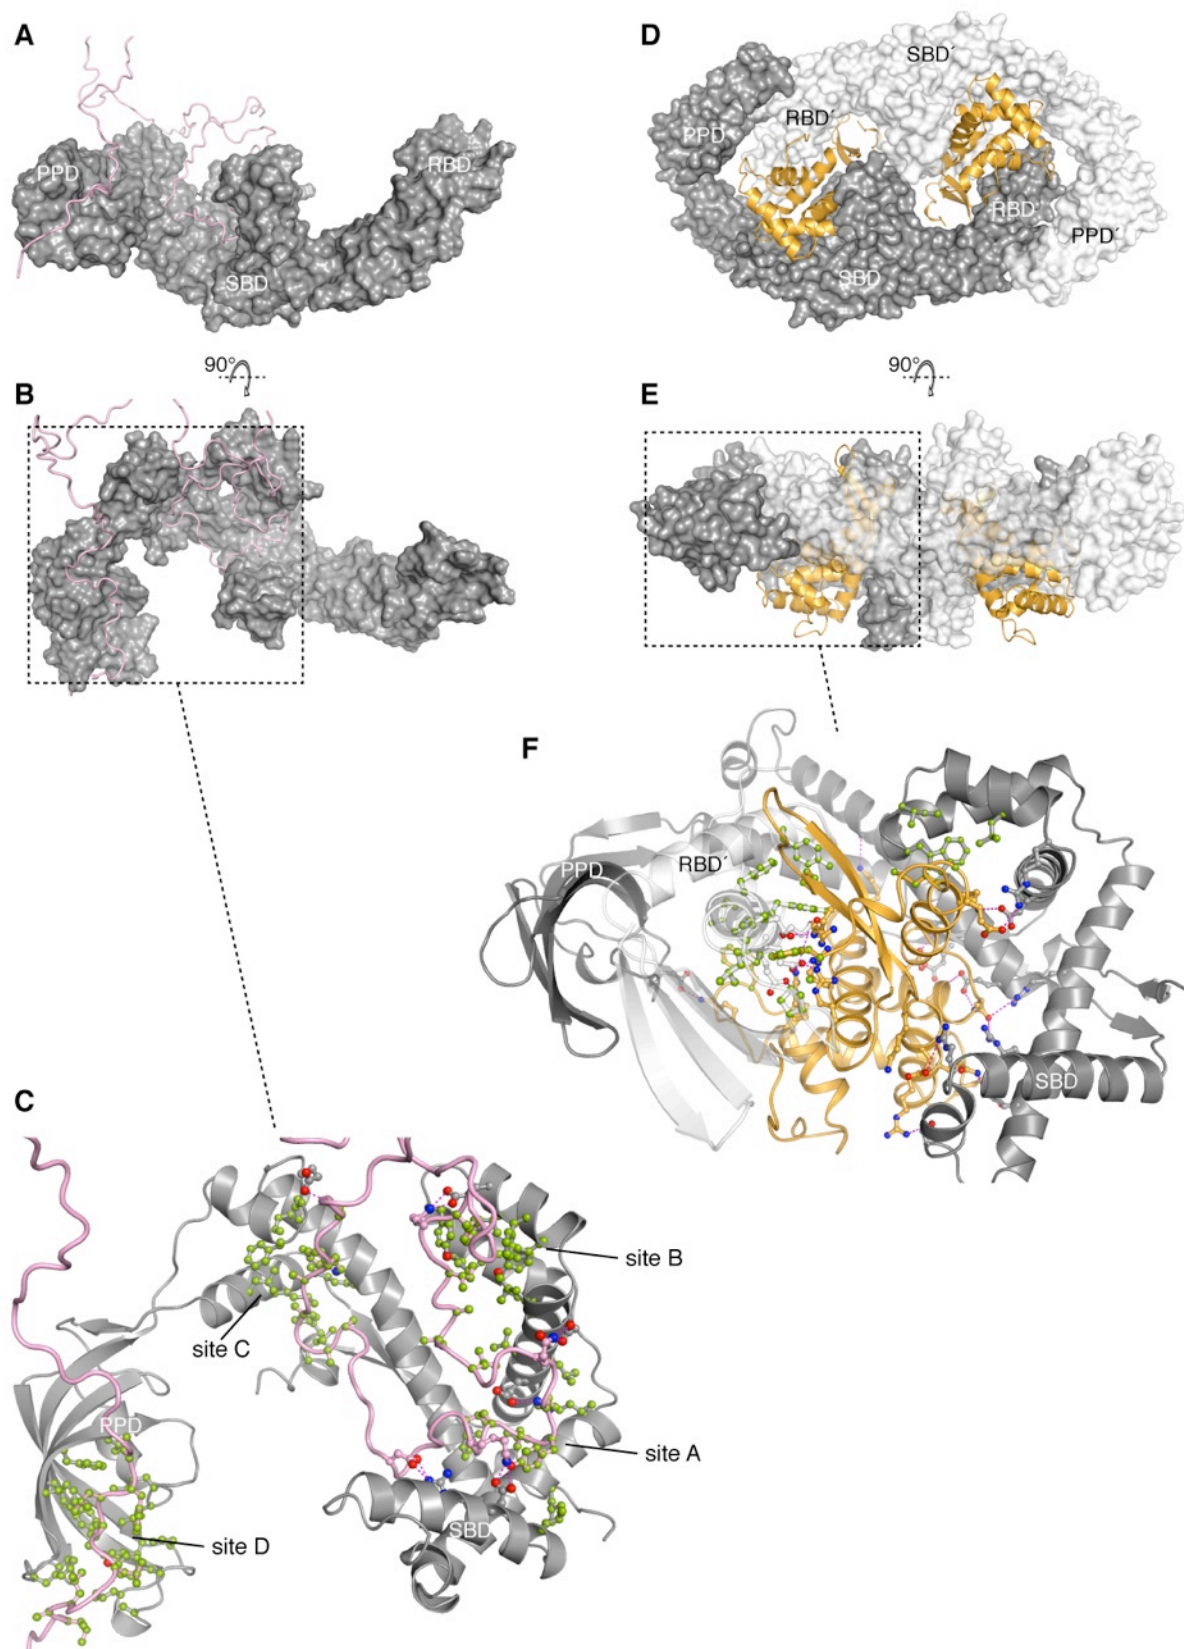 A
PPD
SBD
RBD
D
SBD´
RBD´
PPD
RBD
PPD´
SBD
90°
B
90°
E
F
PPD
RBD´
SBD
C
site B
site C
PPD
site A
SBD
site D